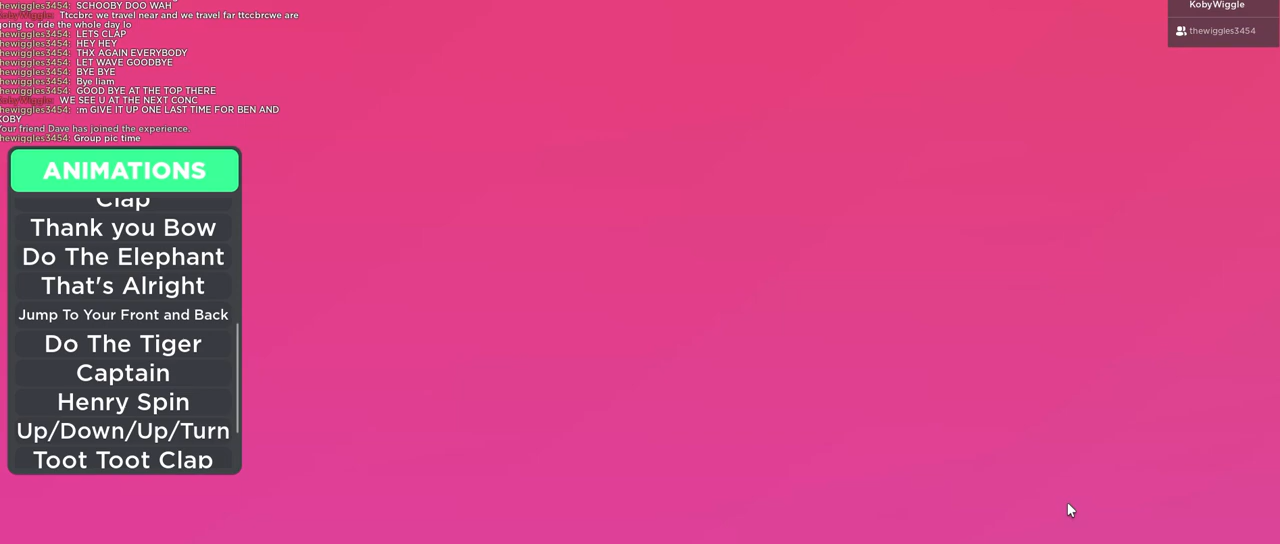 hewiggles3454: SCHOOBY DOO WAH
KobyWiggle: Ttccbrc we travel near and we travel far ttccbrcwe are
going to ride the whole day lo
hewiggles3454: LETS CLAP
hewiggles3454: HEY HEY
hewiggles3454: THX AGAIN EVERYBODY
hewiggles3454: LET WAVE GOODBYE
hewiggles3454: BYE BYE
hewiggles3454: Bye liam
hewiggles3454: GOOD BYE AT THE TOP THERE
KobyWiggle: WE SEE U AT THE NEXT CONC
hewiggles3454: :m GIVE IT UP ONE LAST TIME FOR BEN AND
KOBY
Your friend Dave has joined the experience.
hewiggles3454: Group pic time
ANIMATIONS
Clap
Thank you Bow
Do The Elephant
That's Alright
Jump To Your Front and Back
Do The Tiger
Captain
Henry Spin
Up/Down/Up/Turn
Toot Toot Clap
KobyWiggle
thewiggles3454